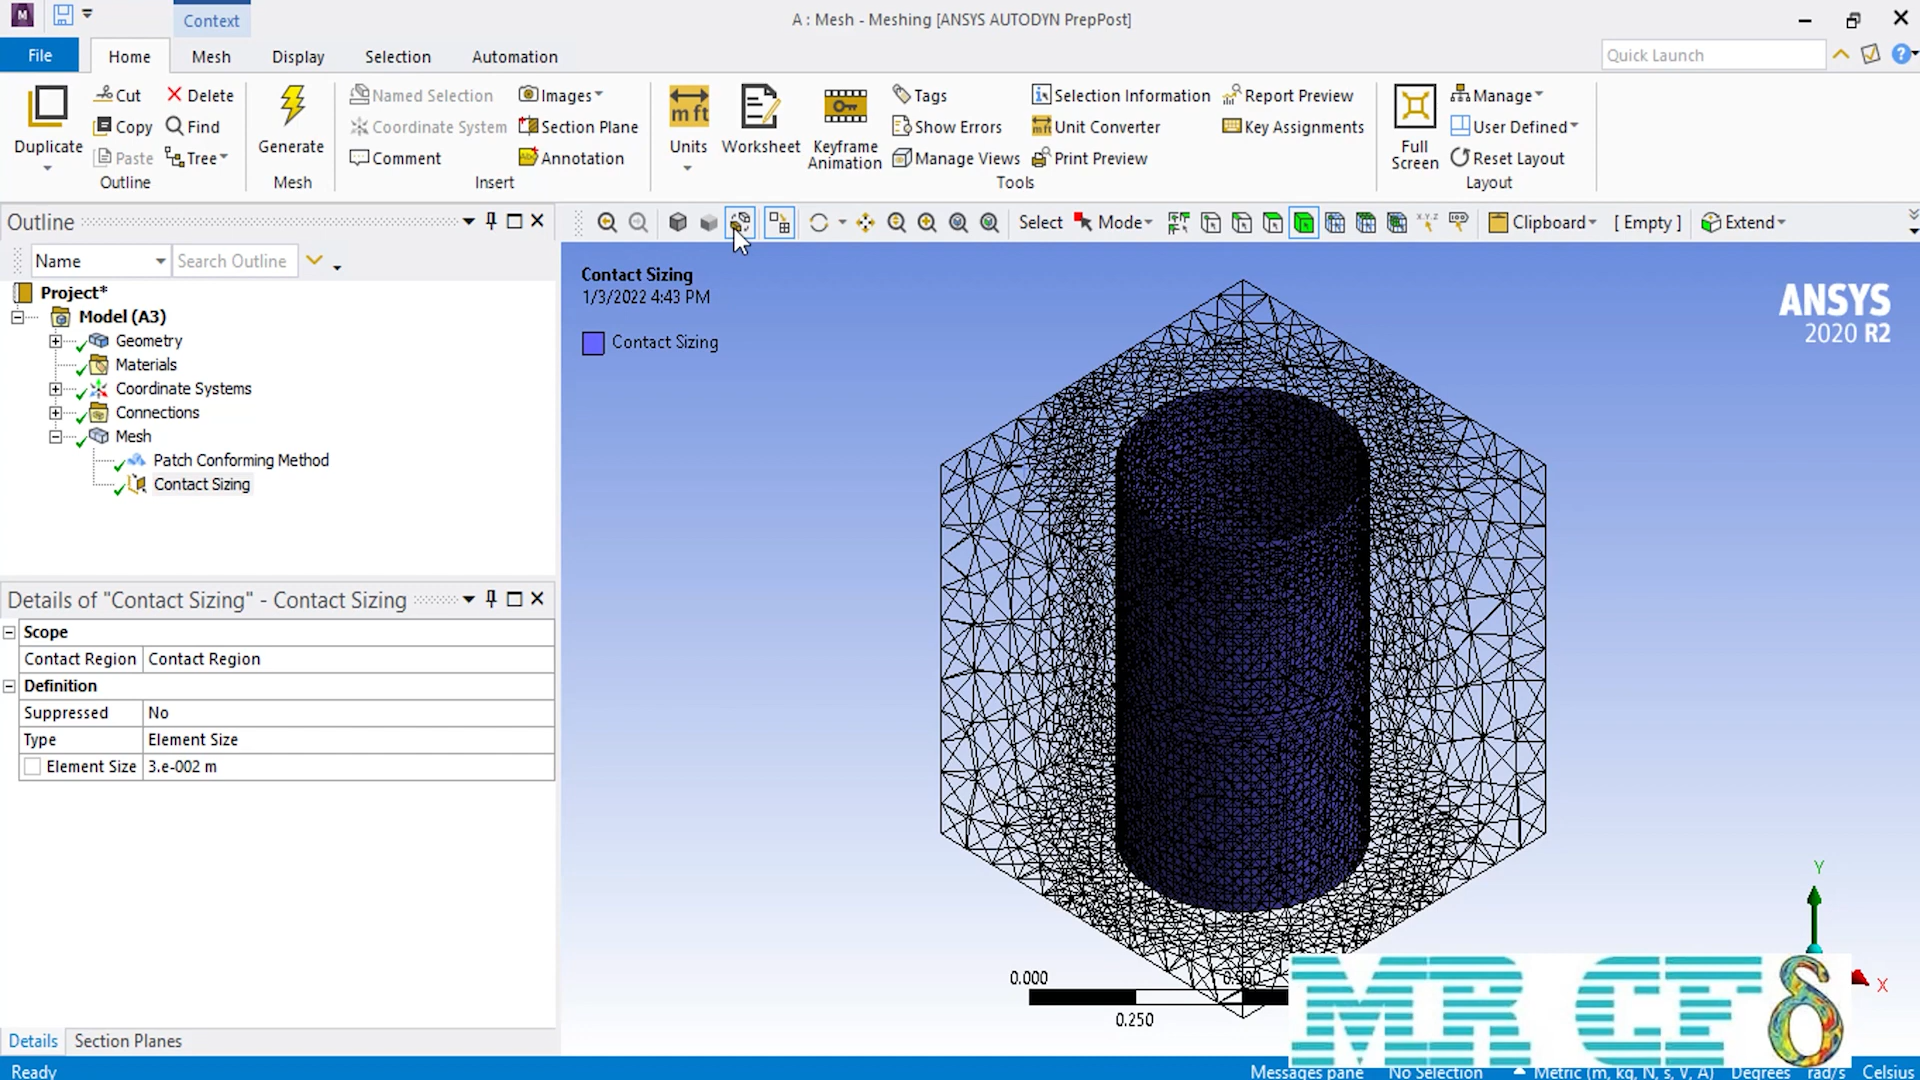 Context
A : Mesh - Meshing [ANSYS AUTODYN PrepPost]
File
Home
Mesh
Display
Selection
Automation
Quick Launch
Duplicate
Cut
Copy
Paste
Delete
Find
Tree
Outline
Generate
Mesh
Named Selection
Coordinate System
Comment
Images
Section Plane
Annotation
Insert
mft
Units
Worksheet
Keyframe
Animation
Tags
Show Errors
Manage Views
Selection Information
Unit Converter
Print Preview
Report Preview
Key Assignments
Tools
Full
Screen
Manage
User Defined
Reset Layout
Layout
Outline
Name
Search Outline
Project*
Model (A3)
Geometry
Materials
Coordinate Systems
Connections
Mesh
Patch Conforming Method
Contact Sizing
Select
Mode
Clipboard
[ Empty ]
Extend
Contact Sizing
1/3/2022 4:43 PM
Contact Sizing
ANSYS
2020 R2
Details of "Contact Sizing" - Contact Sizing
Scope
Contact Region Contact Region
Definition
Suppressed No
Type Element Size
Element Size 3.e-002 m
0.000
0.500
0.250
Y
X
MR CFδ
Details
Section Planes
Ready
Messages pane
No Selection
Metric (m, kg, N, s, V, A)
Degrees
rad/s
Celsius